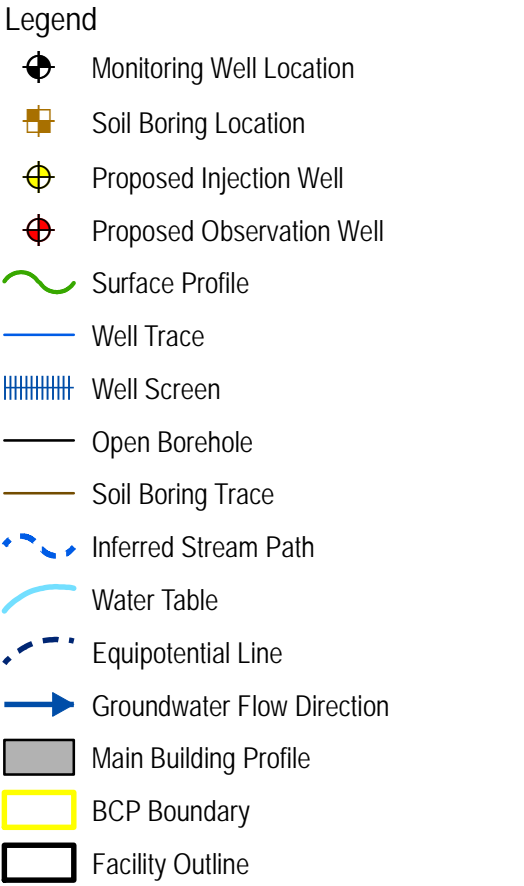 Legend
Monitoring Well Location
Soil Boring Location
Proposed Injection Well
Proposed Observation Well
Surface Profile
Well Trace
Well Screen
Open Borehole
Soil Boring Trace
Inferred Stream Path
Water Table
Equipotential Line
Groundwater Flow Direction
Main Building Profile
BCP Boundary
Facility Outline